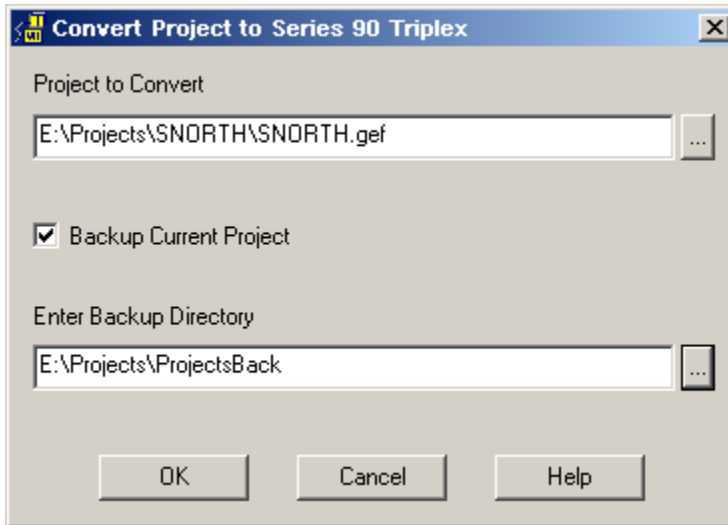 Convert Project to Series 90 Triplex
Project to Convert
E:\Projects\SNORTH\SNORTH.gef
...
Backup Current Project
Enter Backup Directory
E:\Projects\ProjectsBack
...
OK Cancel Help